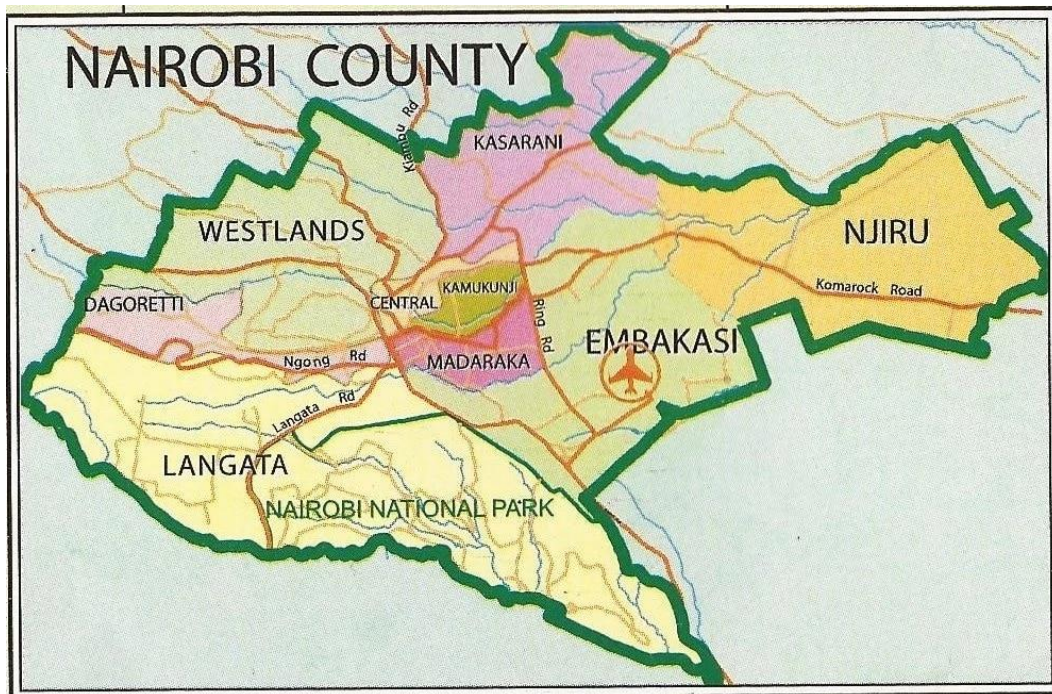 NAIROBI COUNTY
Kiambu Rd
KASARANI
WESTLANDS
NJIRU
DAGORETTI
CENTRAL
KAMUKUNJI
Komarock Road
Ring Rd
EMBAKASI
Ngong Rd
MADARAKA
Langata Rd
LANGATA
NAIROBI NATIONAL PARK